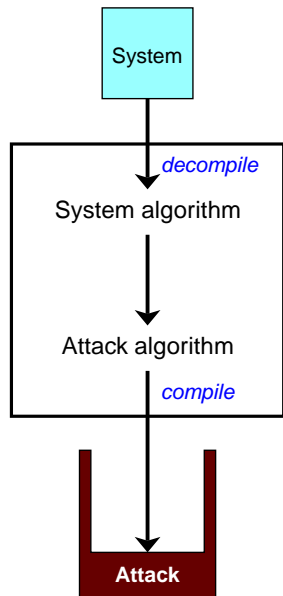 System
decompile
System algorithm
Attack algorithm
compile
Attack